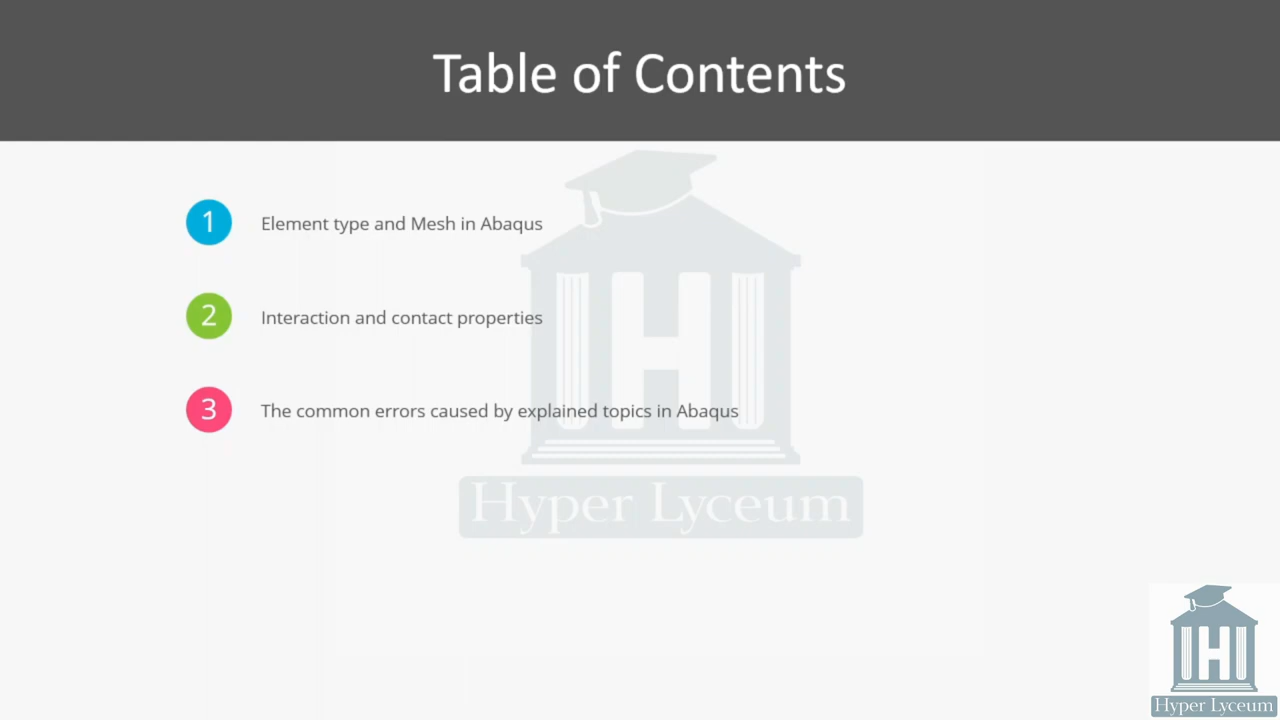 Table of Contents
1 Element type and Mesh in Abaqus
2 Interaction and contact properties
3 The common errors caused by explained topics in Abaqus
H
Hyper Lyceum
H
Hyper Lyceum